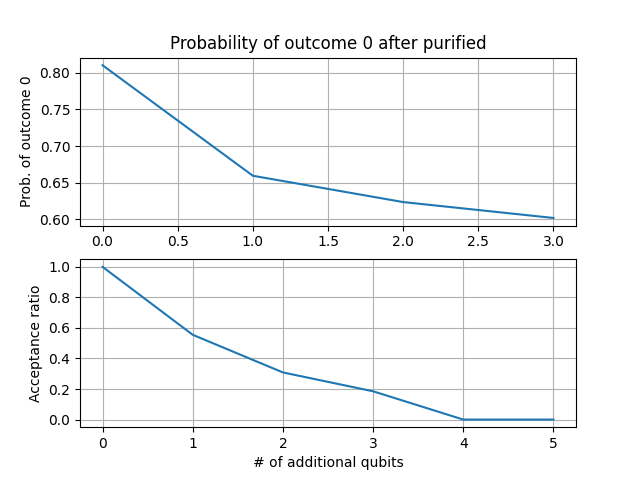 Probability of outcome 0 after purified
Prob. of outcome 0
0.80
0.75
0.70
0.65
0.60
0.0 0.5 1.0 1.5 2.0 2.5 3.0
Acceptance ratio
1.0
0.8
0.6
0.4
0.2
0.0
0 1 2 3 4 5
# of additional qubits